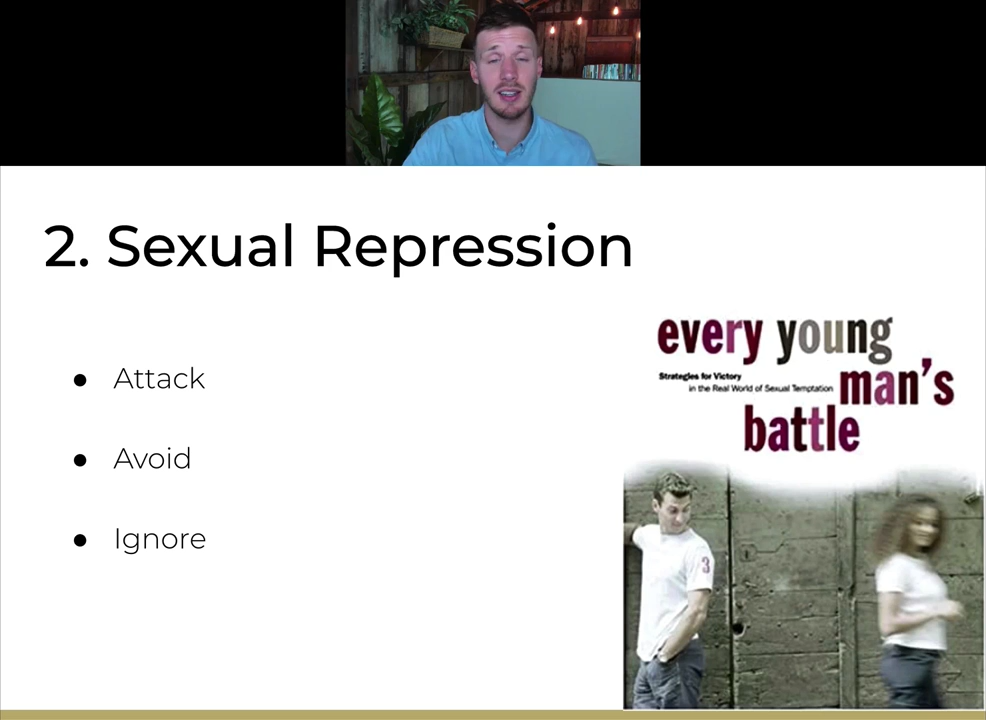 2. Sexual Repression
● Attack
● Avoid
● Ignore
every young
Strategies for Victory
in the Real World of Sexual Temptation
man's
battle
3